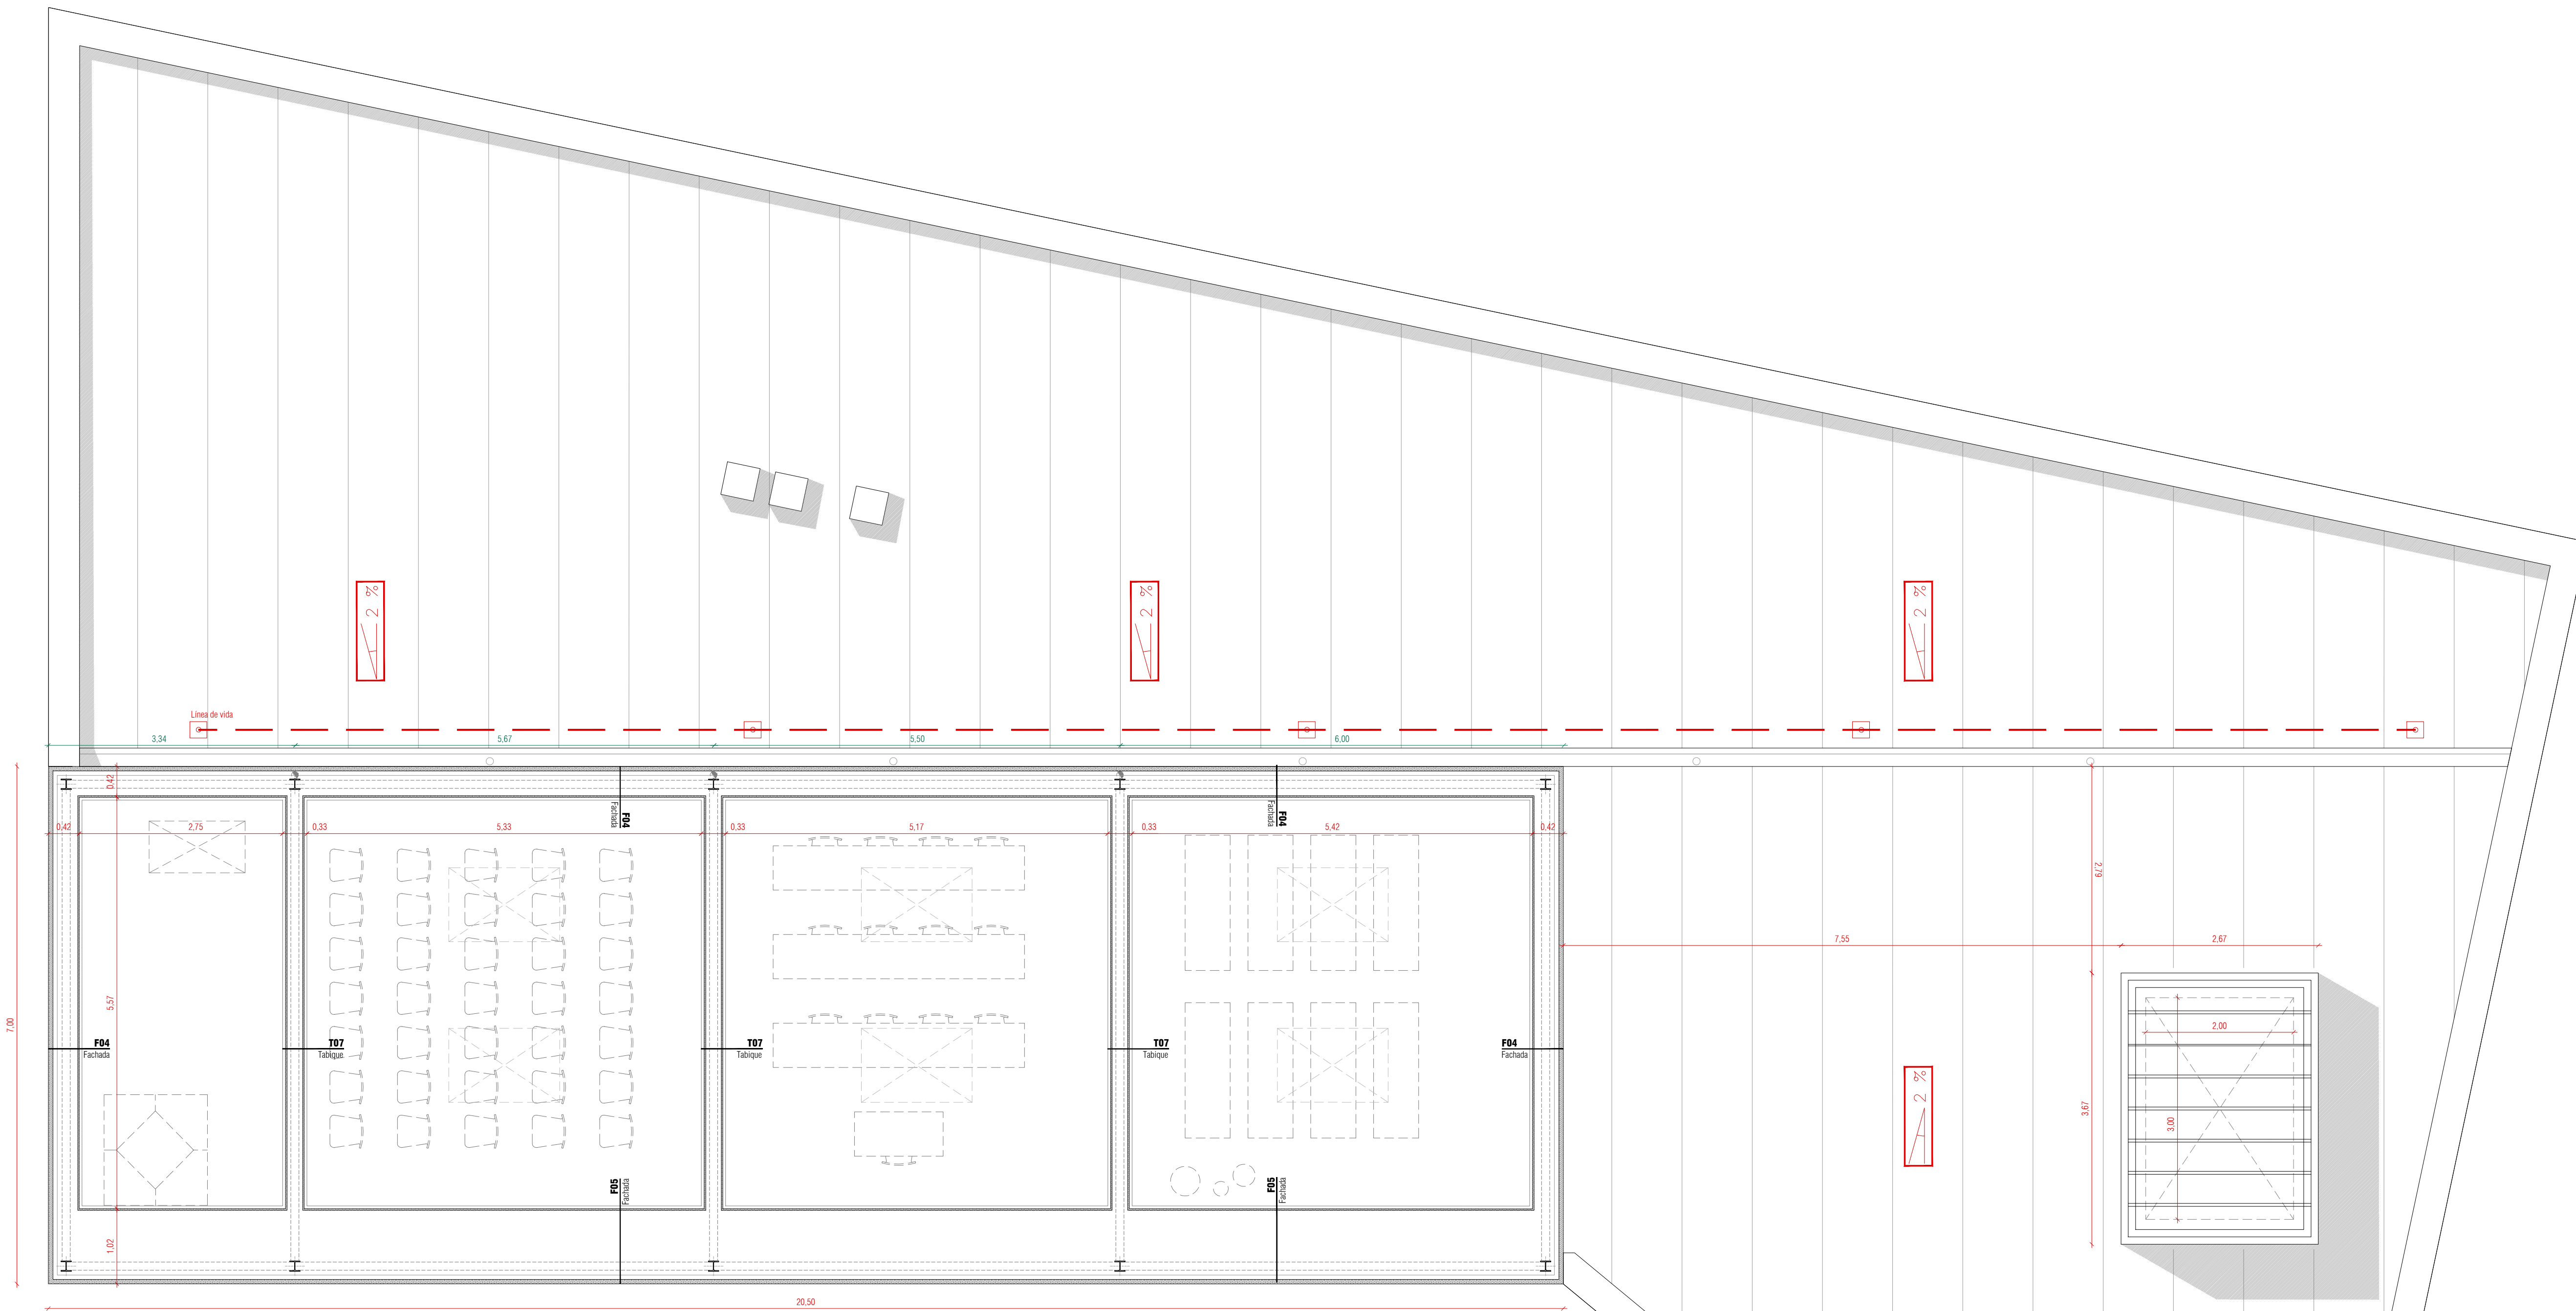 2 %
2 %
2 %
Línea de vida
3,34
5,67
5,50
6,00
0,42
F04
Fachada
F04
Fachada
0,42
2,75
0,33
5,33
0,33
5,17
0,33
5,42
0,42
2,79
7,55
2,67
5,57
7,00
2.00
F04
Fachada
T07
Tabique
T07
Tabique
T07
Tabique
F04
Fachada
2 %
3,67
3.00
F05
Fachada
F05
Fachada
1,02
20,50